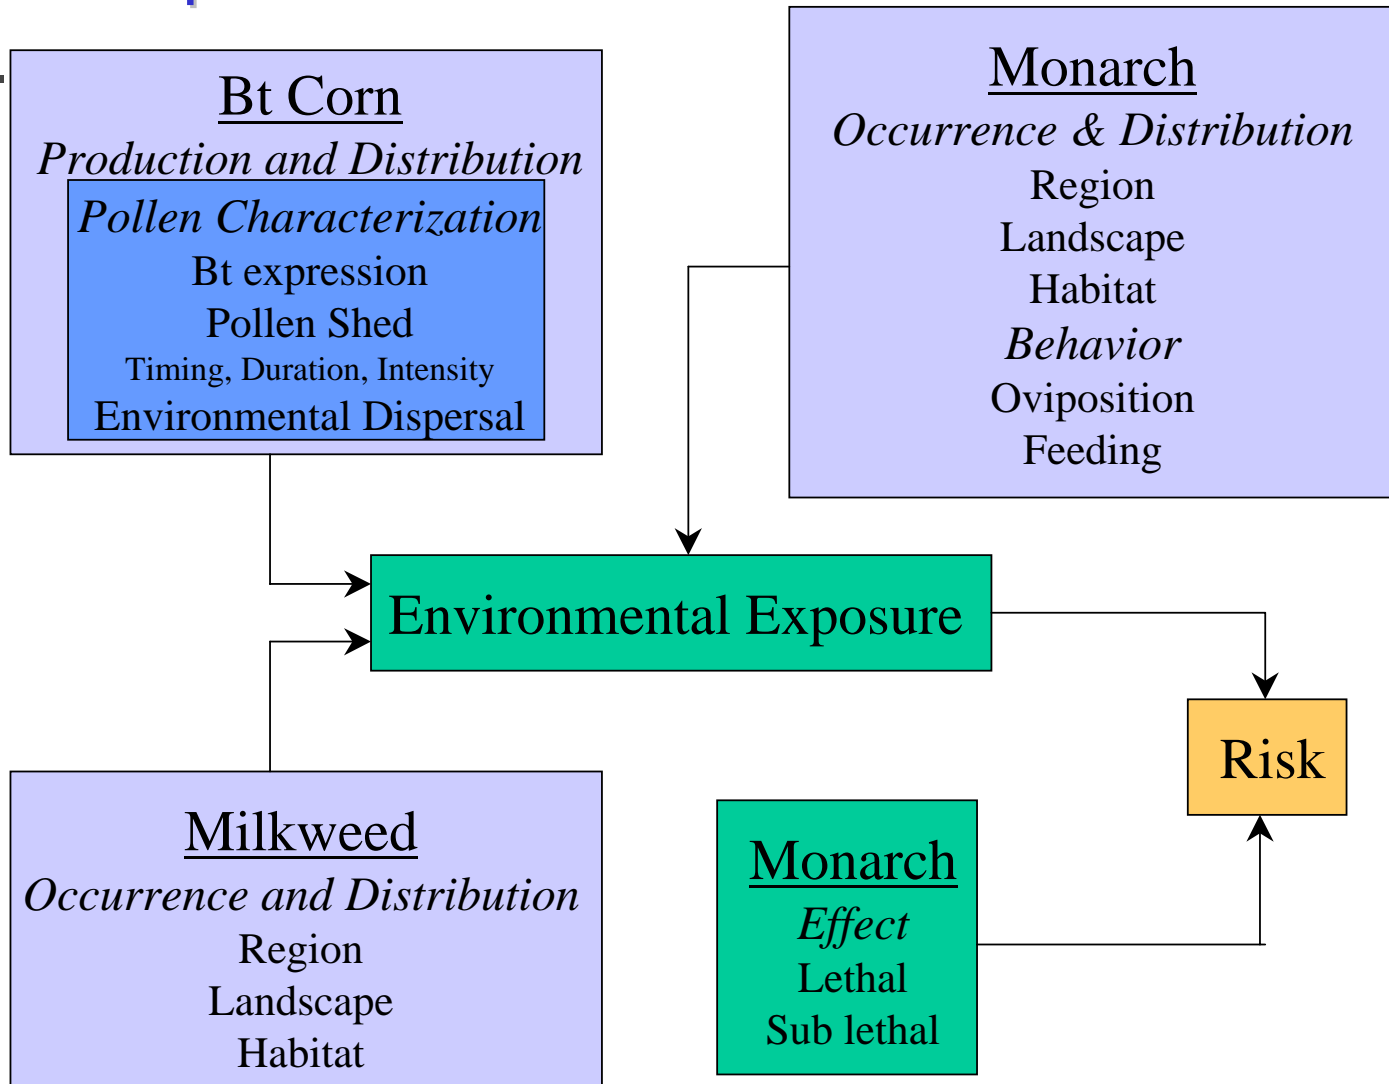 Bt Corn
Production and Distribution
Pollen Characterization
Bt expression
Pollen Shed
Timing, Duration, Intensity
Environmental Dispersal
Monarch
Occurrence & Distribution
Region
Landscape
Habitat
Behavior
Oviposition
Feeding
Environmental Exposure
Risk
Milkweed
Occurrence and Distribution
Region
Landscape
Habitat
Monarch
Effect
Lethal
Sub lethal